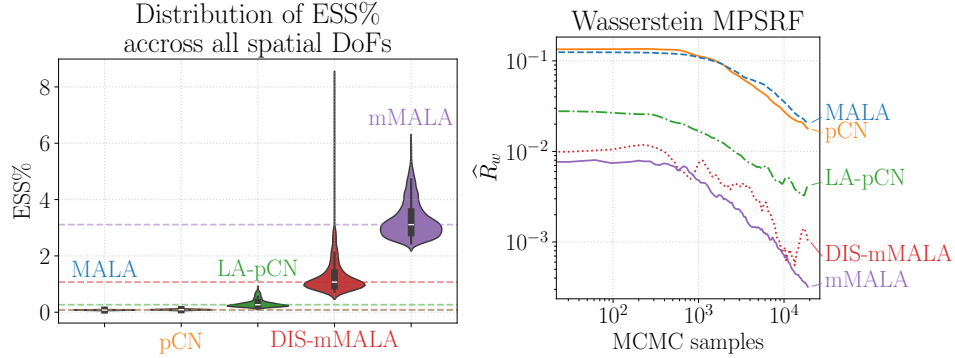 Distribution of ESS%
accross all spatial DoFs
ESS%
8
6
4
2
0
MALA
pCN
LA-pCN
DIS-mMALA
mMALA
Wasserstein MPSRF
R̂_w
10⁻¹
10⁻²
10⁻³
10² 10³ 10⁴
MCMC samples
MALA
pCN
LA-pCN
DIS-mMALA
mMALA